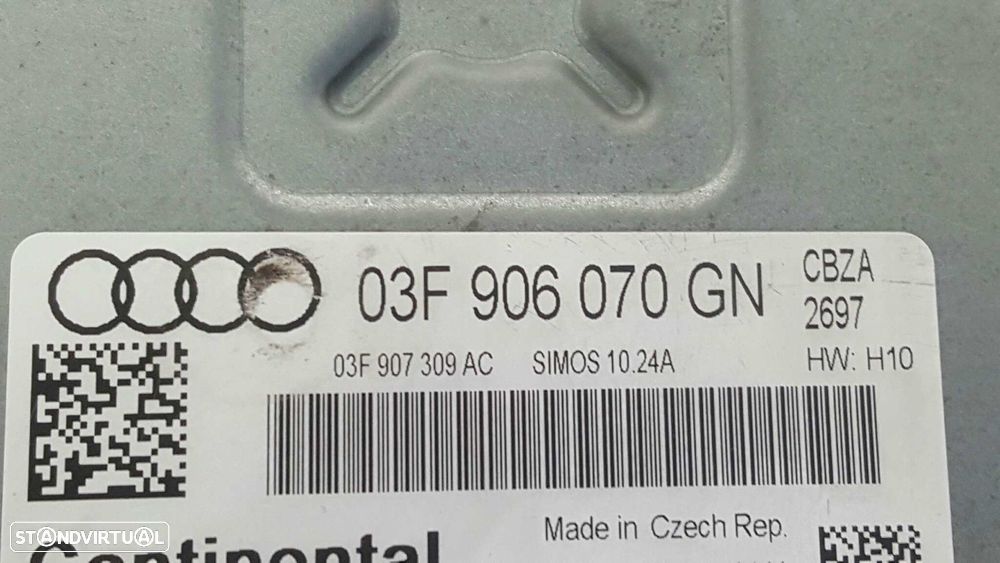 03F 906 070 GN
CBZA
2697
03F 907 309 AC SIMOS 10.24A HW: H10
Made in Czech Rep.
Continental
STANDVIRTUAL